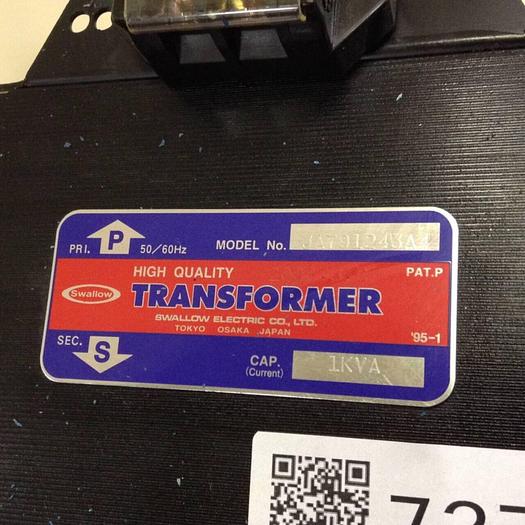 PRI. P 50/60Hz MODEL No.
HIGH QUALITY PAT.P
Swallow TRANSFORMER
SWALLOW ELECTRIC CO., LTD.
TOKYO OSAKA JAPAN '95-1
SEC. S CAP. 1KVA
(Current)